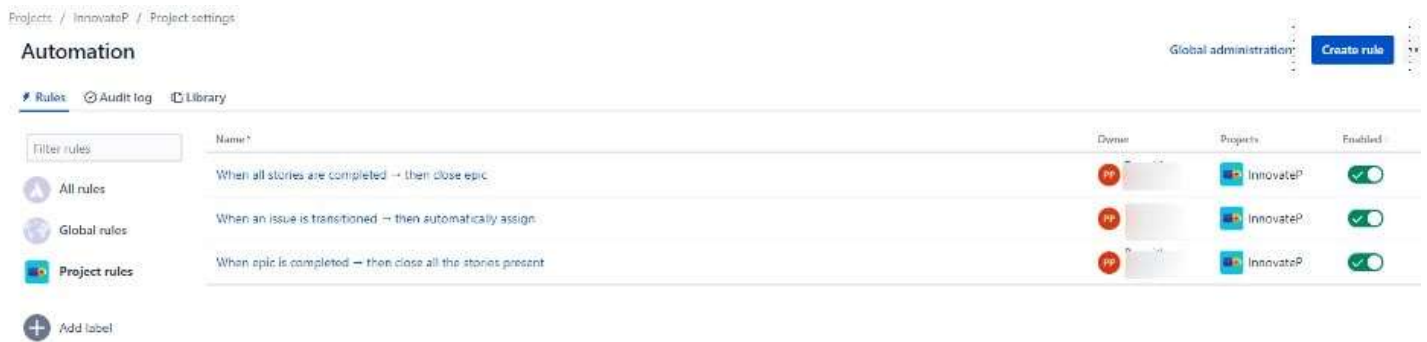 Projects / InnovateP / Project settings
Automation
Global administration
Create rule
Rules Audit log Library
Filter rules
Name
Owner
Projects
Enabled
All rules
Global rules
Project rules
Add label
When all stories are completed → then close epic
PP
InnovateP
When an issue is transitioned → then automatically assign
PP
InnovateP
When epic is completed → then close all the stories present
PP
InnovateP